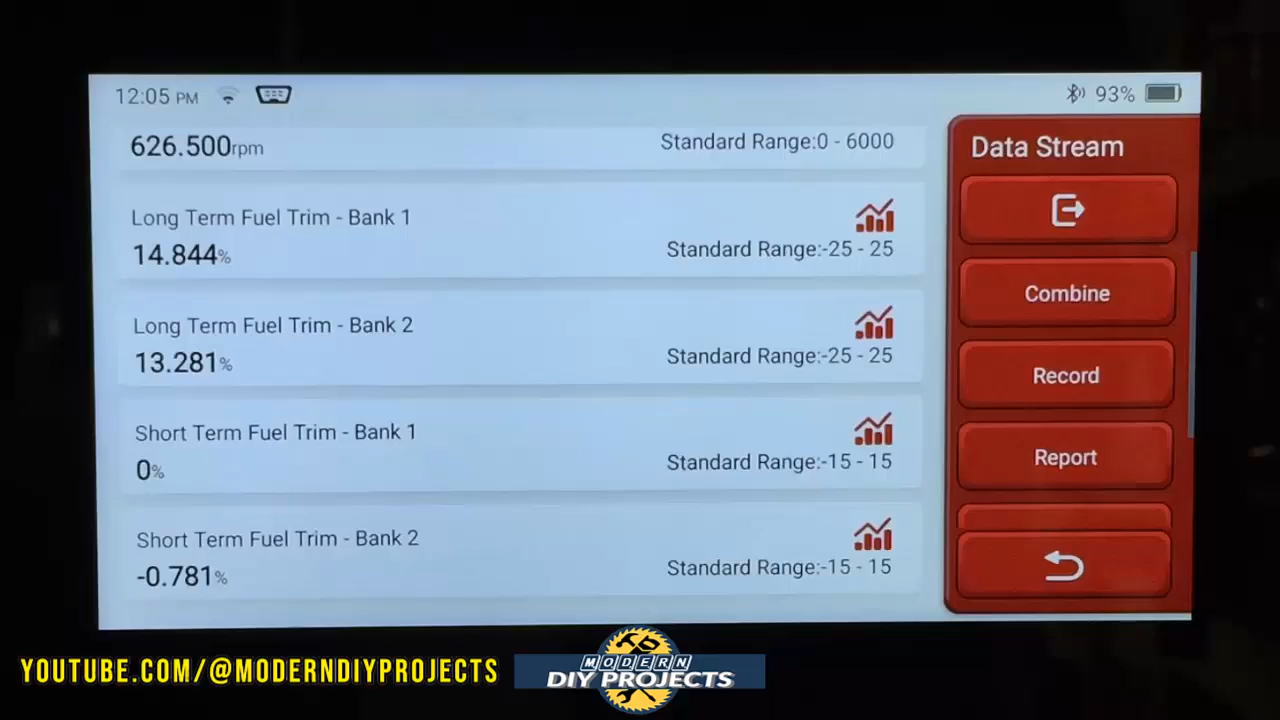 12:05 PM
93%
626.500rpm
Standard Range:0 - 6000
Long Term Fuel Trim - Bank 1
14.844%
Standard Range:-25 - 25
Long Term Fuel Trim - Bank 2
13.281%
Standard Range:-25 - 25
Short Term Fuel Trim - Bank 1
0%
Standard Range:-15 - 15
Short Term Fuel Trim - Bank 2
-0.781%
Standard Range:-15 - 15
Data Stream
Combine
Record
Report
YOUTUBE.COM/@MODERNDIYPROJECTS
MODERN
DIY PROJECTS